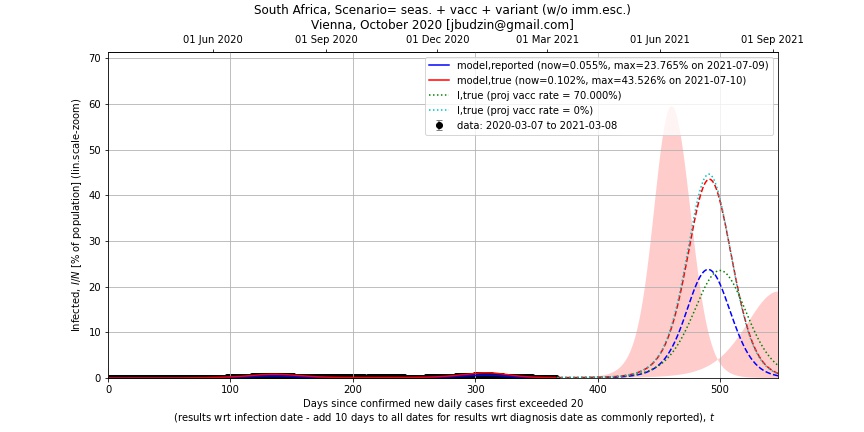 South Africa, Scenario= seas. + vacc + variant (w/o imm.esc.)
Vienna, October 2020 [jbudzin@gmail.com]
01 Jun 2020 01 Sep 2020 01 Dec 2020 01 Mar 2021 01 Jun 2021 01 Sep 2021
model,reported (now=0.055%, max=23.765% on 2021-07-09)
model,true (now=0.102%, max=43.526% on 2021-07-10)
I,true (proj vacc rate = 70.000%)
I,true (proj vacc rate = 0%)
data: 2020-03-07 to 2021-03-08
Infected, I/N [% of population] (lin.scale-zoom)
70
60
50
40
30
20
10
0
0 100 200 300 400 500
Days since confirmed new daily cases first exceeded 20
(results wrt infection date - add 10 days to all dates for results wrt diagnosis date as commonly reported), t